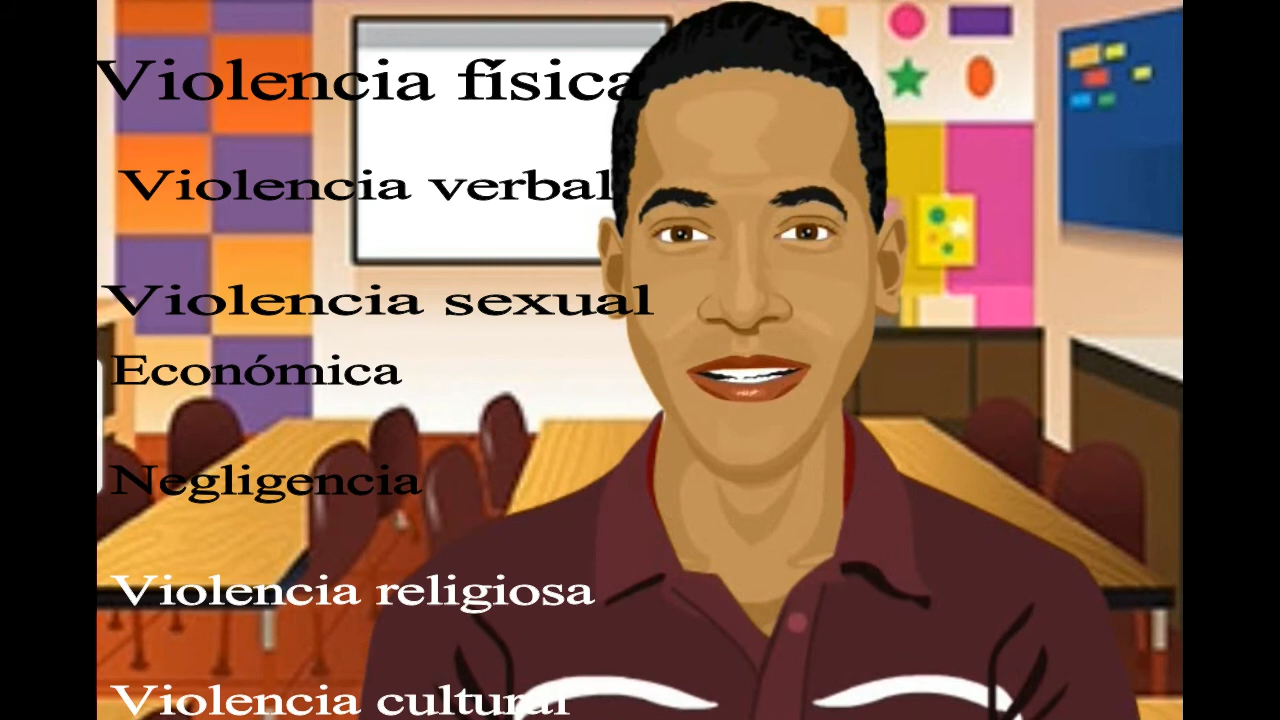 Violencia física
Violencia verbal
Violencia sexual
Económica
Negligencia
Violencia religiosa
Violencia cultural